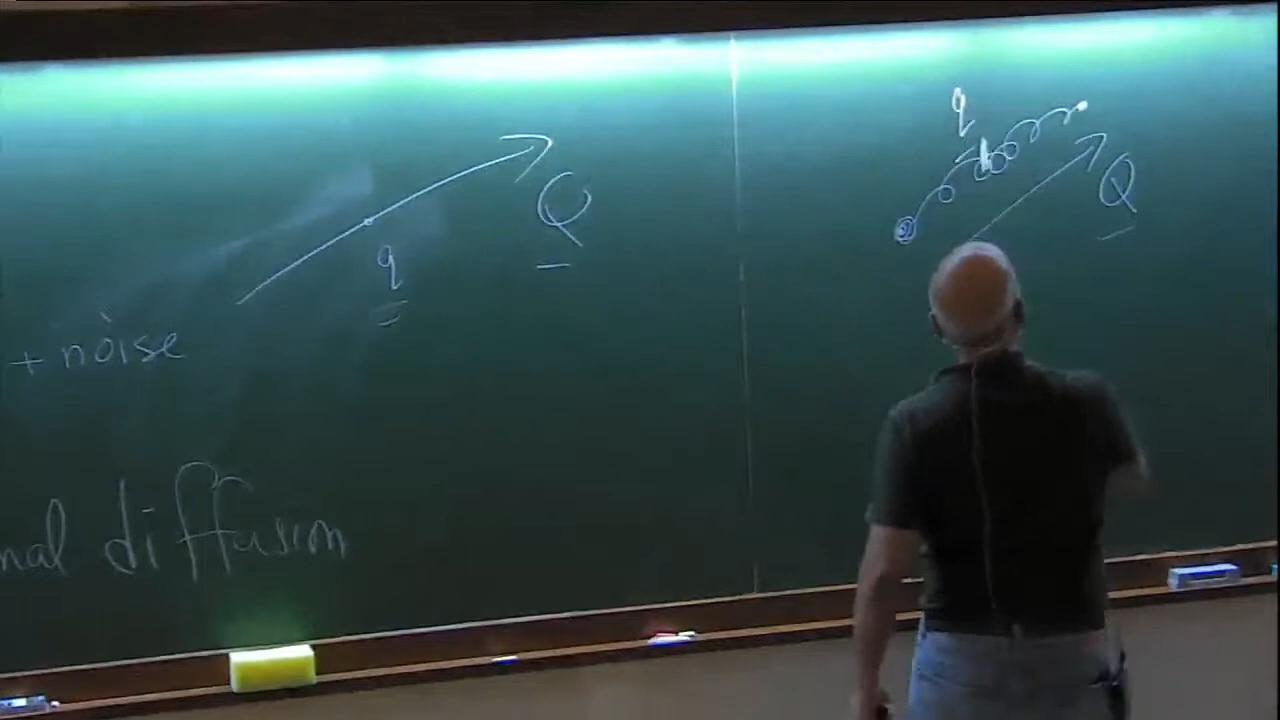 Q
q
+ noise
nal diffusion
q
Q